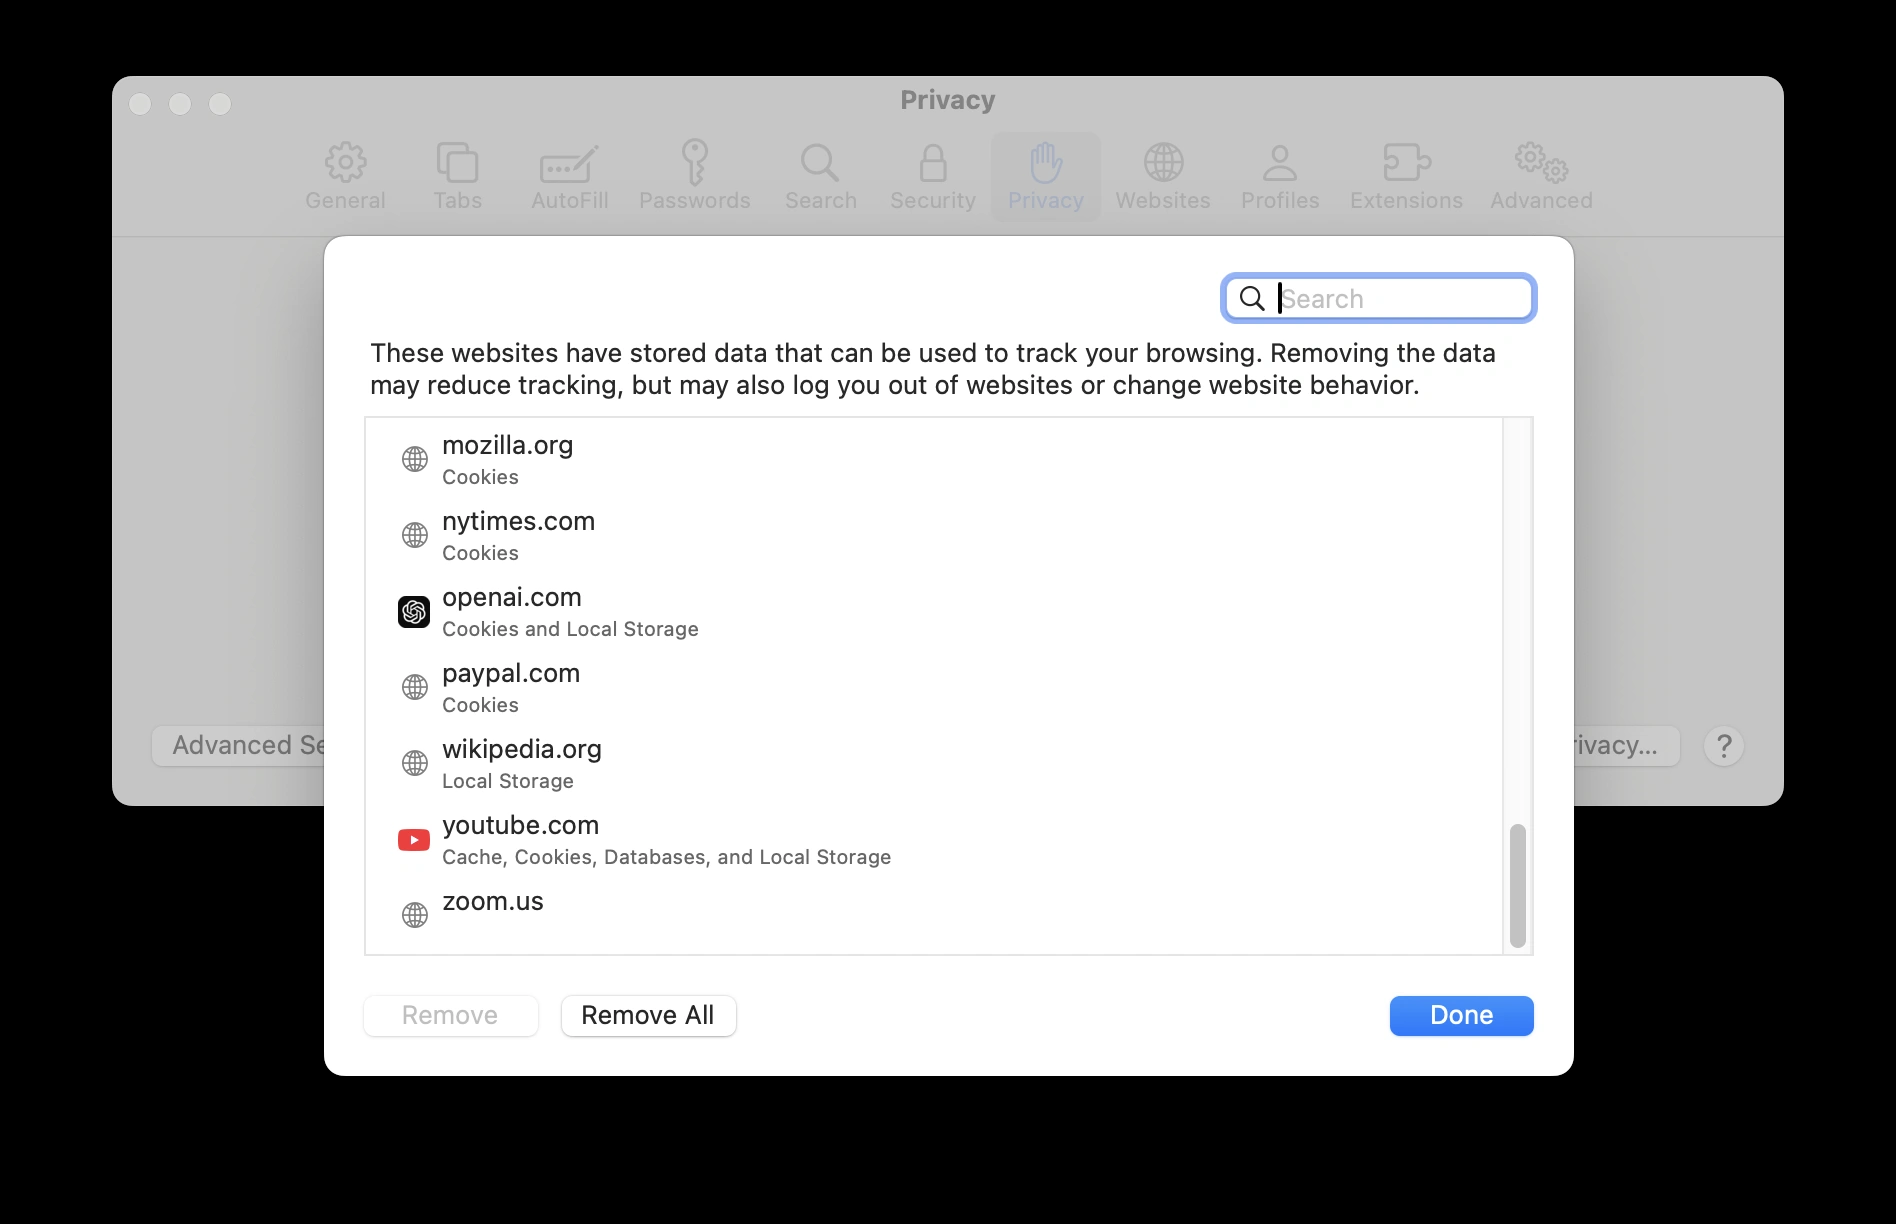 Privacy
General
Tabs
AutoFill
Passwords
Search
Security
Privacy
Websites
Profiles
Extensions
Advanced
Search
These websites have stored data that can be used to track your browsing. Removing the data
may reduce tracking, but may also log you out of websites or change website behavior.
mozilla.org
Cookies
nytimes.com
Cookies
openai.com
Cookies and Local Storage
paypal.com
Cookies
wikipedia.org
Local Storage
youtube.com
Cache, Cookies, Databases, and Local Storage
zoom.us
Advanced Se
rivacy...
?
Remove
Remove All
Done